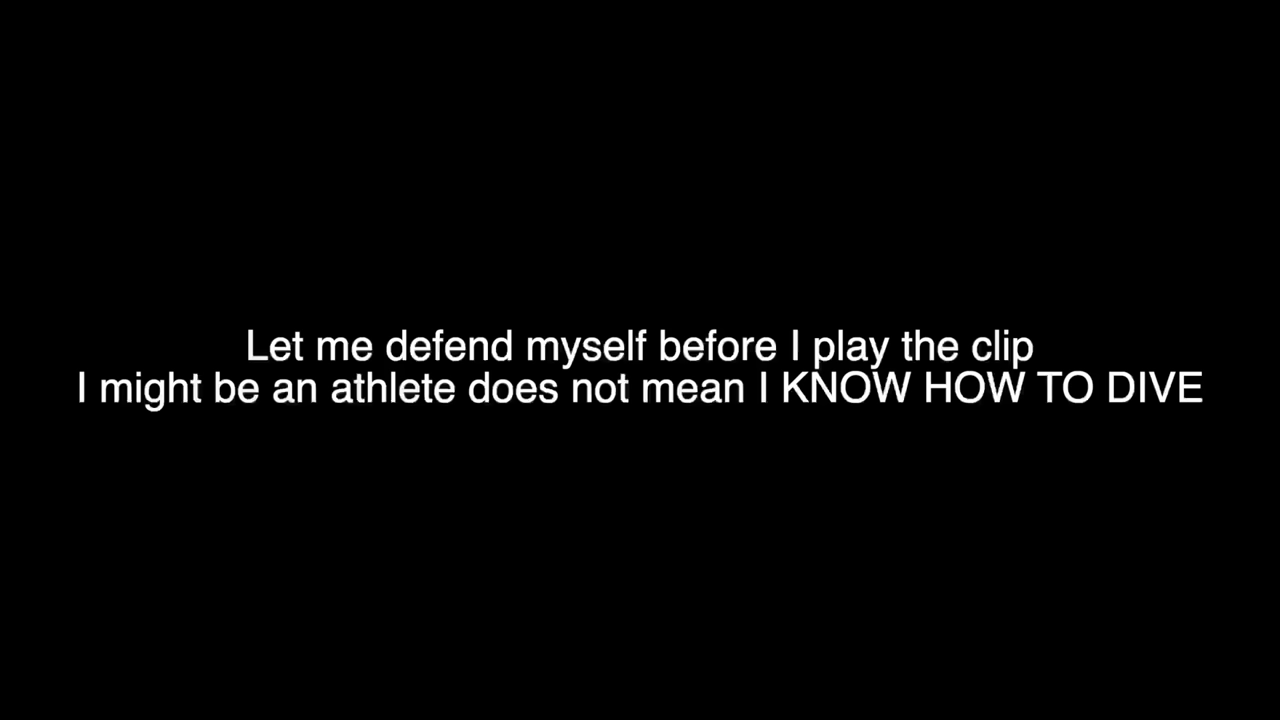 Let me defend myself before I play the clip
I might be an athlete does not mean I KNOW HOW TO DIVE